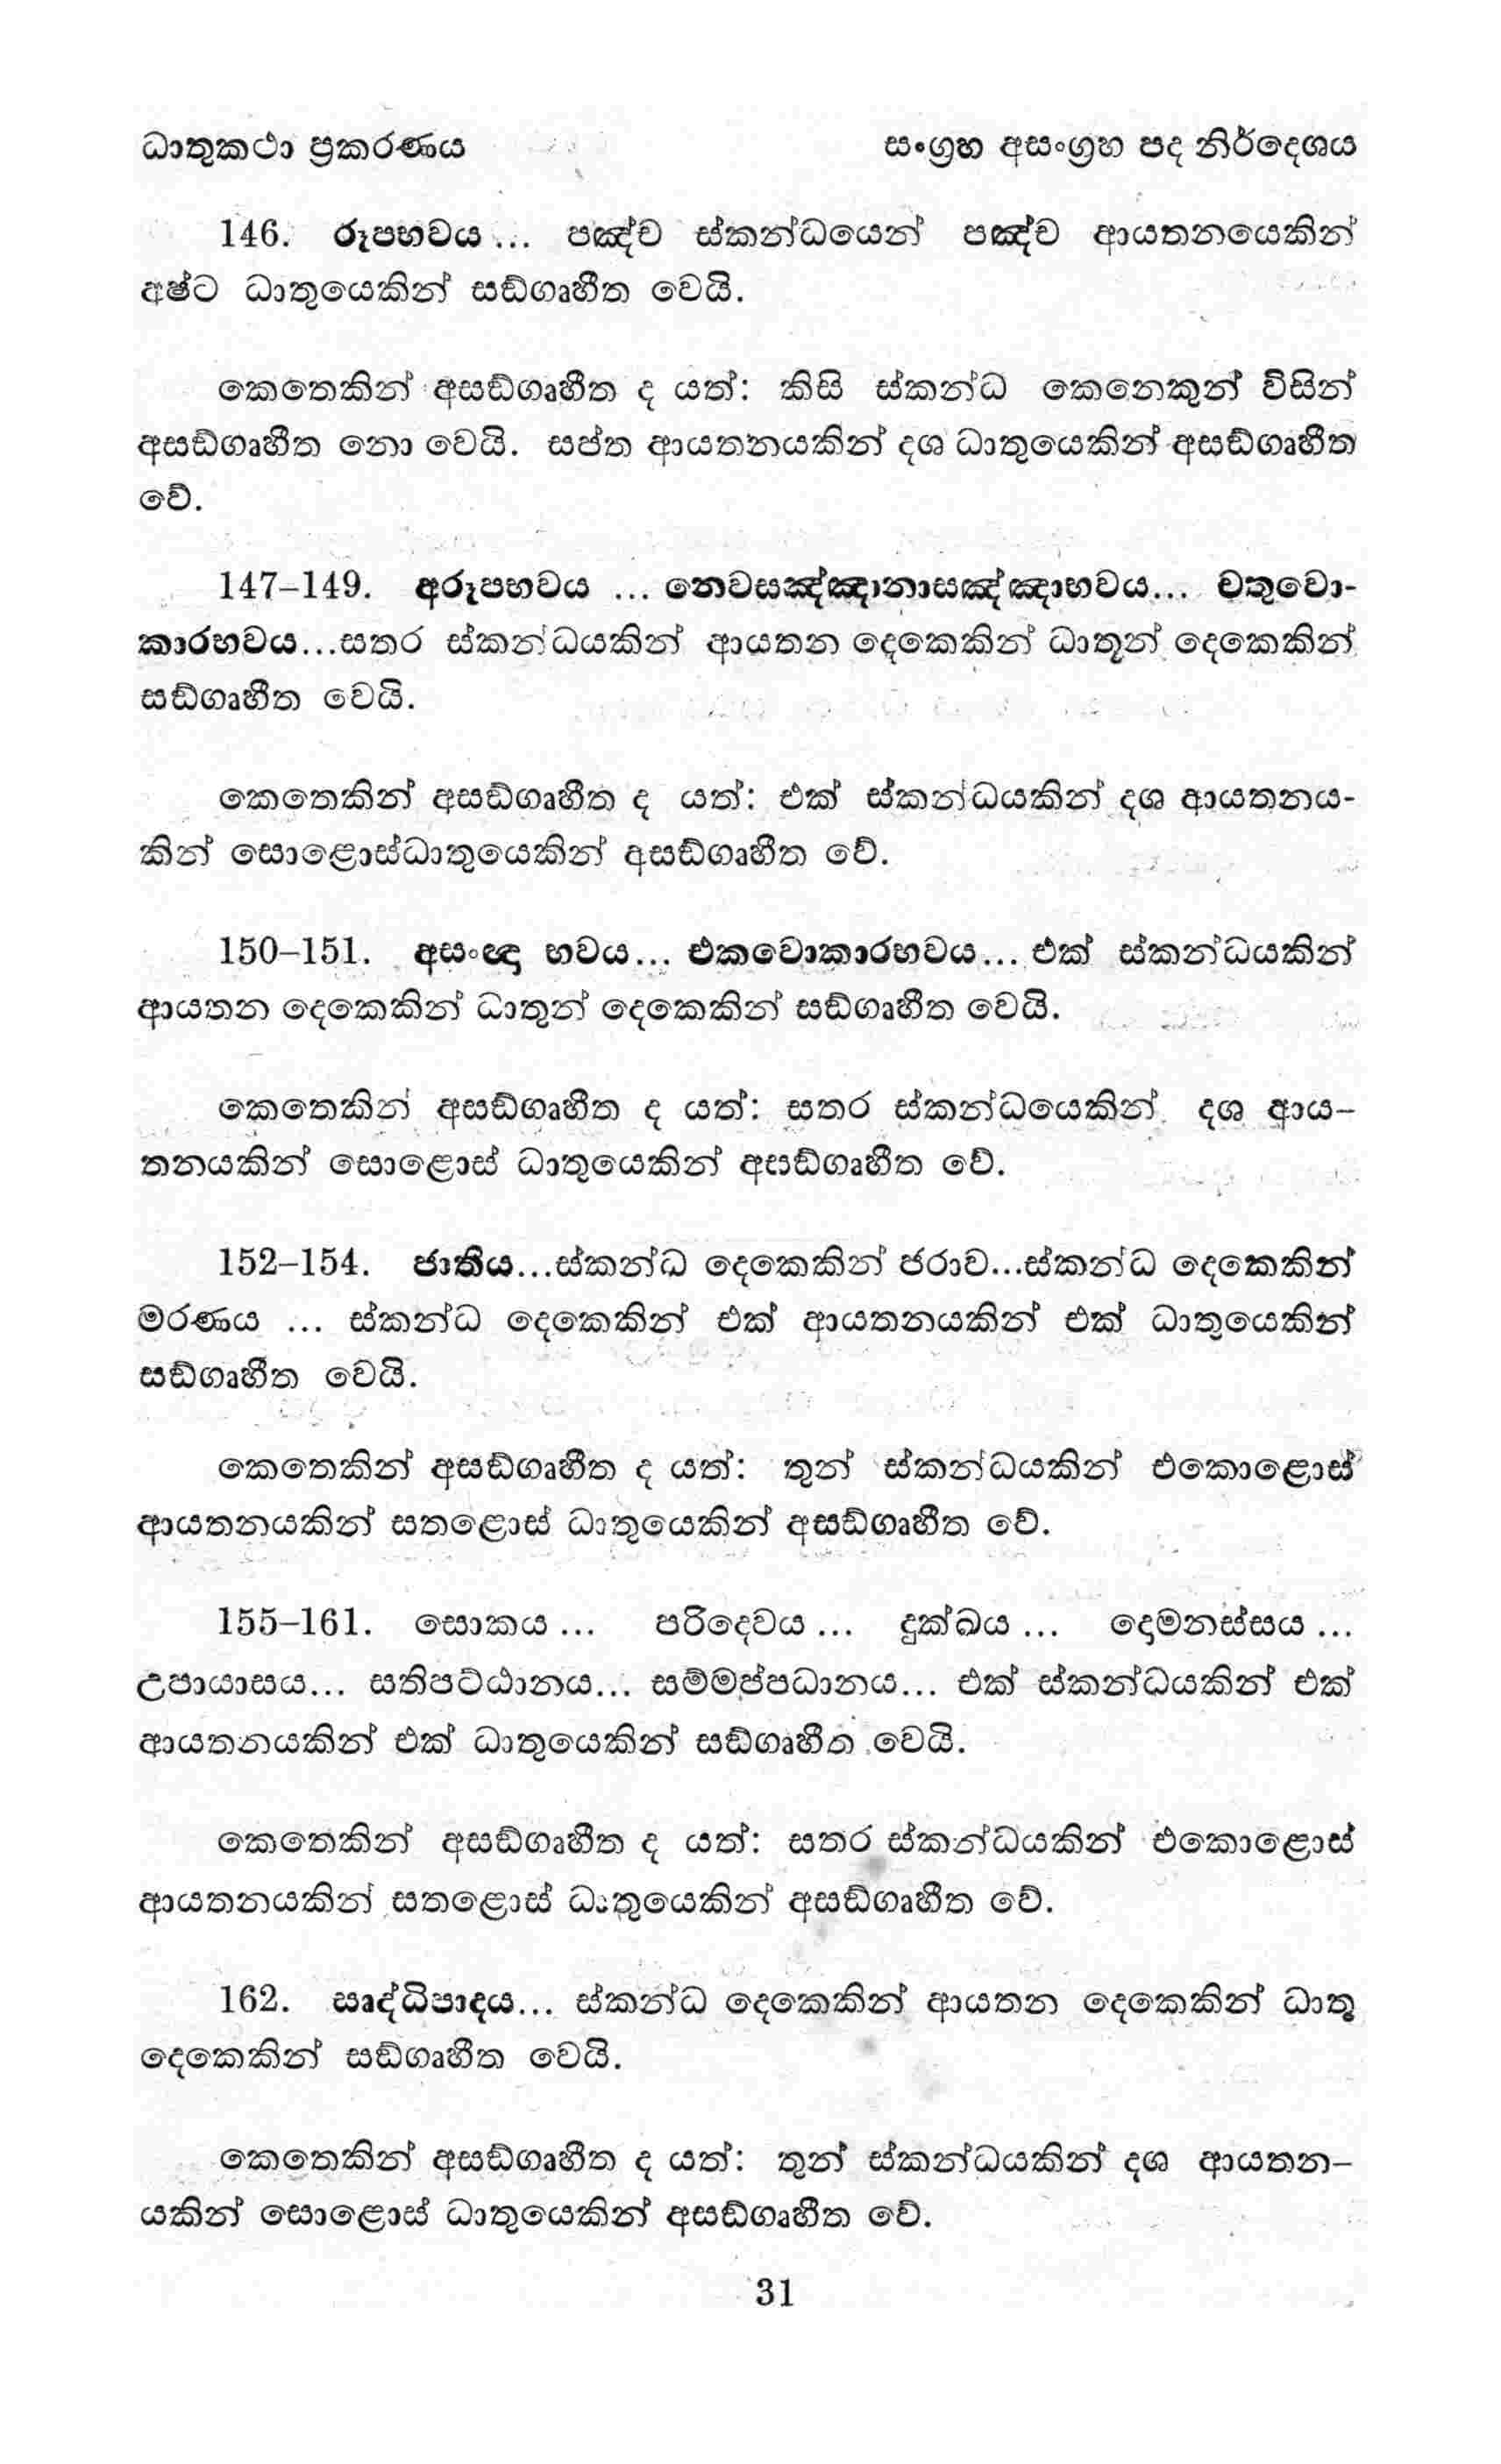 ධාතුකථා ප්‍රකරණය සංග්‍රහ අසංග්‍රහ පද නිර්දෙශය
146. රූපභවය ... පඤ්ච ස්කන්ධයෙන් පඤ්ච ආයතනයෙකින්
අෂ්ට ධාතුයෙකින් සඞ්ගෘහීත වෙයි.
කෙතෙකින් අසඞ්ගෘහීත ද යත්: කිසි ස්කන්ධ කෙනෙකුන් විසින්
අසඞ්ගෘහීත නො වෙයි. සප්ත ආයතනයකින් දශ ධාතුයෙකින් අසඞ්ගෘහීත
වේ.
147–149. අරූපභවය ... නෙවසඤ්ඤානාසඤ්ඤාභවය... චතුවො-
කාරභවය...සතර ස්කන්ධයකින් ආයතන දෙකෙකින් ධාතූන් දෙකෙකින්
සඞ්ගෘහීත වෙයි.
කෙතෙකින් අසඞ්ගෘහීත ද යත්: එක් ස්කන්ධයකින් දශ ආයතනය-
කින් සොළොස්ධාතුයෙකින් අසඞ්ගෘහීත වේ.
150–151. අසංඥා භවය... එකවොකාරභවය... එක් ස්කන්ධයකින්
ආයතන දෙකෙකින් ධාතුන් දෙකෙකින් සඞ්ගෘහීත වෙයි.
කෙතෙකින් අසඞ්ගෘහීත ද යත්: සතර ස්කන්ධයෙකින් දශ ආය–
තනයකින් සොළොස් ධාතුයෙකින් අසඞ්ගෘහීත වේ.
152–154. ජාතිය...ස්කන්ධ දෙකෙකින් ජරාව...ස්කන්ධ දෙකෙකින්
මරණය ... ස්කන්ධ දෙකෙකින් එක් ආයතනයකින් එක් ධාතුයෙකින්
සඞ්ගෘහීත වෙයි.
කෙතෙකින් අසඞ්ගෘහීත ද යත්: තුන් ස්කන්ධයකින් එකොළොස්
ආයතනයකින් සතළොස් ධාතුයෙකින් අසඞ්ගෘහීත වේ.
155–161. සොකය ... පරිදෙවය ... දුක්ඛය ... දොමනස්සය ...
උපායාසය... සතිපට්ඨානය... සම්මප්පධානය... එක් ස්කන්ධයකින් එක්
ආයතනයකින් එක් ධාතුයෙකින් සඞ්ගෘහීත වෙයි.
කෙතෙකින් අසඞ්ගෘහීත ද යත්: සතර ස්කන්ධයකින් එකොළොස්
ආයතනයකින් සතළොස් ධාතුයෙකින් අසඞ්ගෘහීත වේ.
162. ඍද්ධිපාදය... ස්කන්ධ දෙකෙකින් ආයතන දෙකෙකින් ධාතු
දෙකෙකින් සඞ්ගෘහීත වෙයි.
කෙතෙකින් අසඞ්ගෘහීත ද යත්: තුන් ස්කන්ධයකින් දශ ආයතන–
යකින් සොළොස් ධාතුයෙකින් අසඞ්ගෘහීත වේ.
31